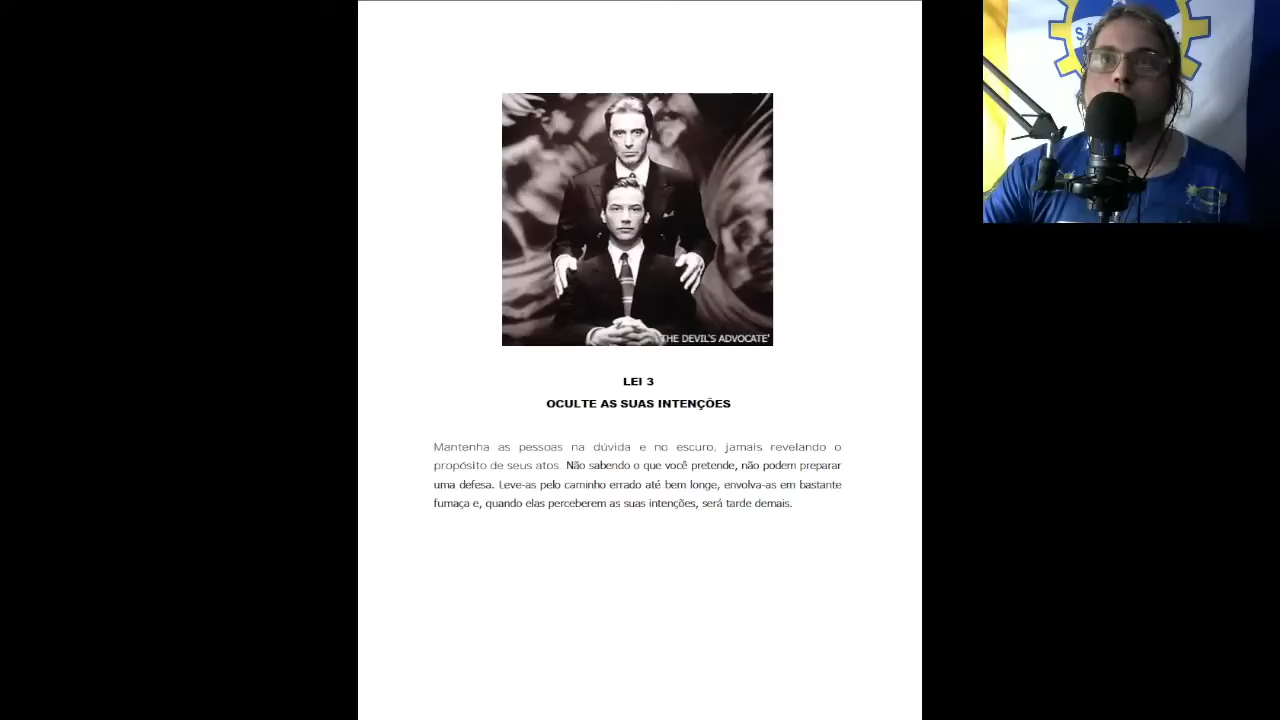 SÃ
THE DEVIL'S ADVOCATE'
LEI 3
OCULTE AS SUAS INTENÇÕES
Mantenha as pessoas na dúvida e no escuro, jamais revelando o
propósito de seus atos. Não sabendo o que você pretende, não podem preparar
uma defesa. Leve-as pelo caminho errado até bem longe, envolva-as em bastante
fumaça e, quando elas perceberem as suas intenções, será tarde demais.